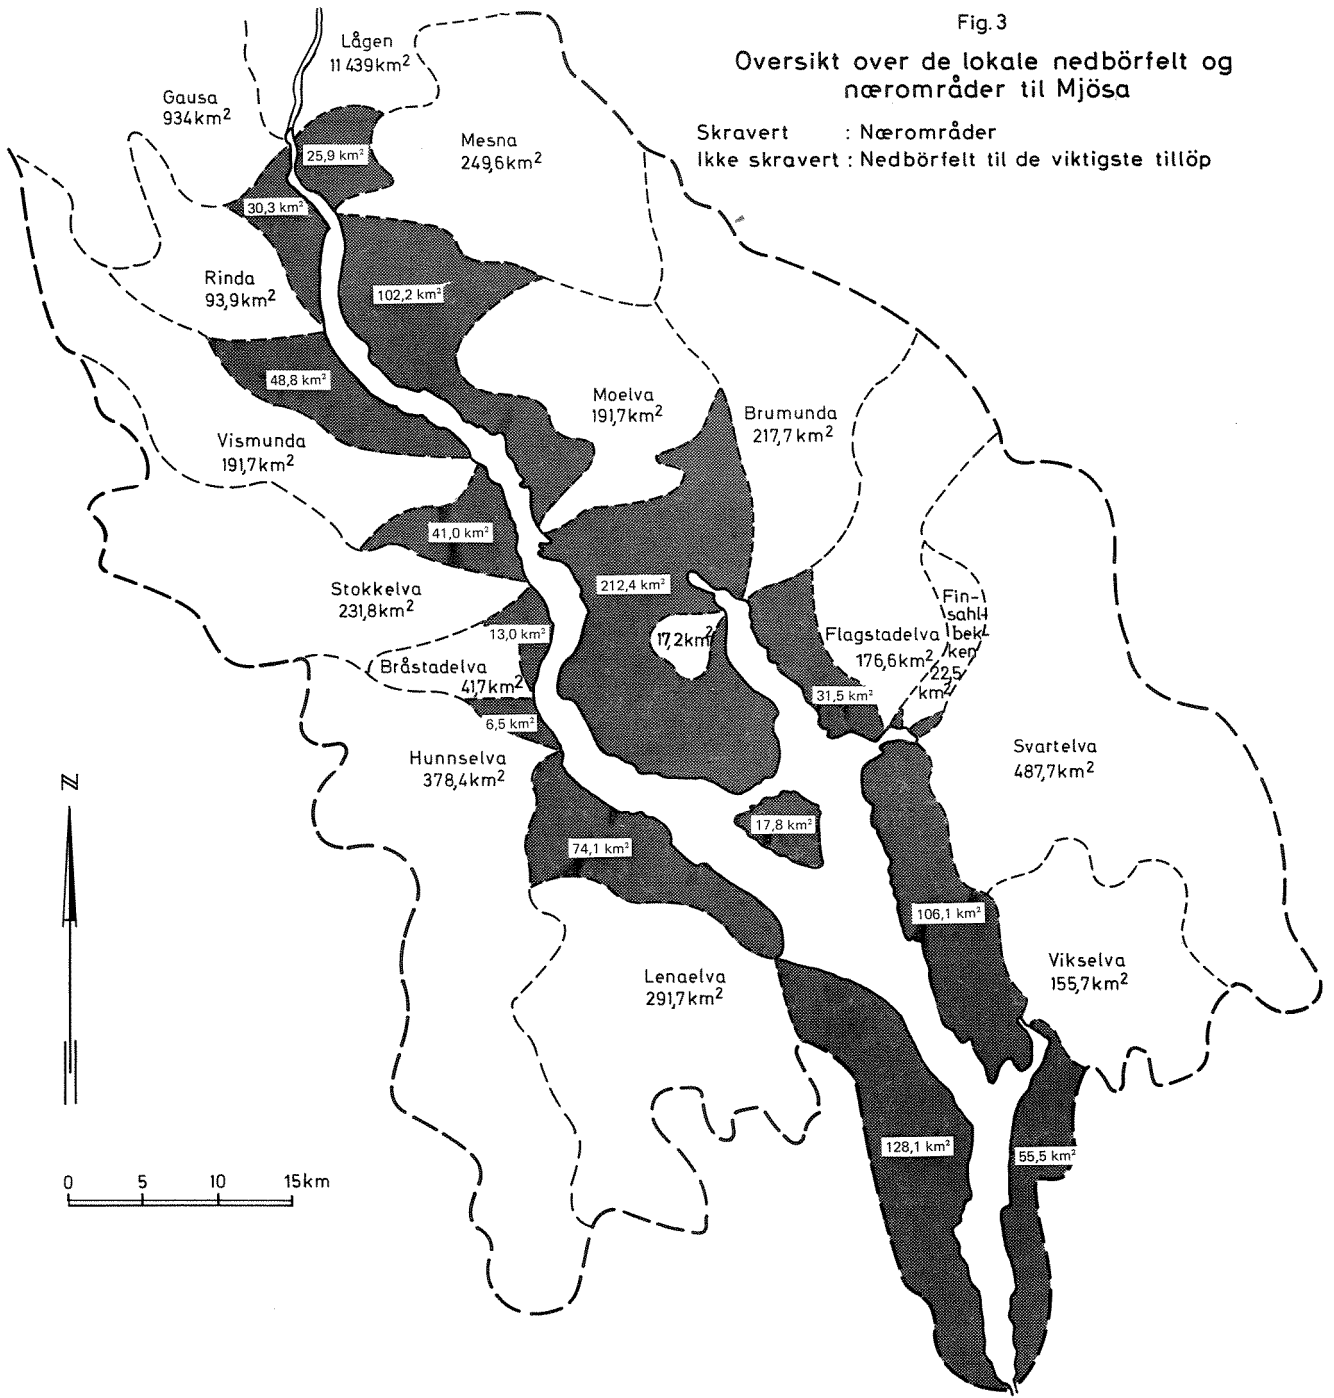 Fig.3
Oversikt over de lokale nedbörfelt og
nærområder til Mjösa
Skravert : Nærområder
Ikke skravert : Nedbörfelt til de viktigste tillöp
Lågen
11 439 km²
Gausa
934 km²
Mesna
249,6 km²
25,9 km²
30,3 km²
Rinda
93,9 km²
102,2 km²
48,8 km²
Moelva
191,7 km²
Brumunda
217,7 km²
Vismunda
191,7 km²
41,0 km²
Stokkelva
231,8 km²
212,4 km²
Fin-
sahl-
bek-
ken
22,5
km²
13,0 km²
17,2 km²
Flagstadelva
176,6 km²
Bråstadelva
41,7 km²
31,5 km²
6,5 km²
Hunnselva
378,4 km²
Svartelva
487,7 km²
N
17,8 km²
74,1 km²
106,1 km²
Lenaelva
291,7 km²
Vikselva
155,7 km²
128,1 km²
55,5 km²
0 5 10 15 km